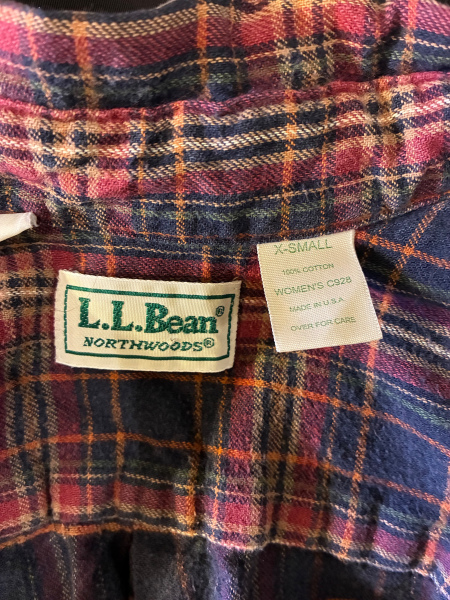 L.L.Bean®
NORTHWOODS®
X-SMALL
100% COTTON
WOMEN'S C928
MADE IN U.S.A
OVER FOR CARE